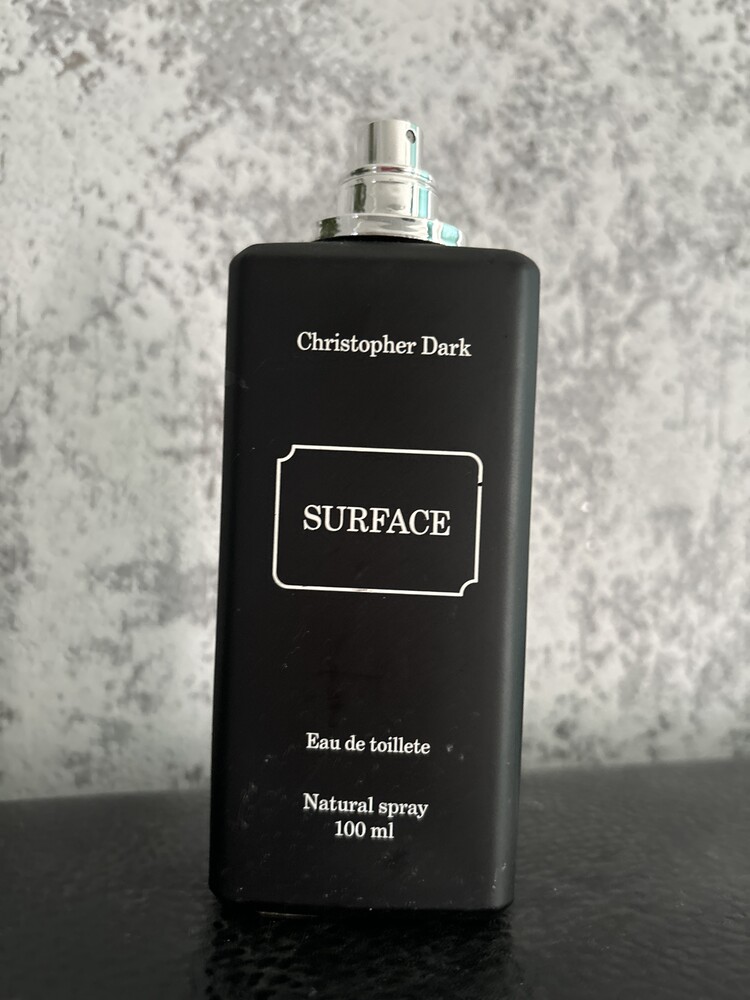 Christopher Dark
SURFACE
Eau de toillete
Natural spray
100 ml